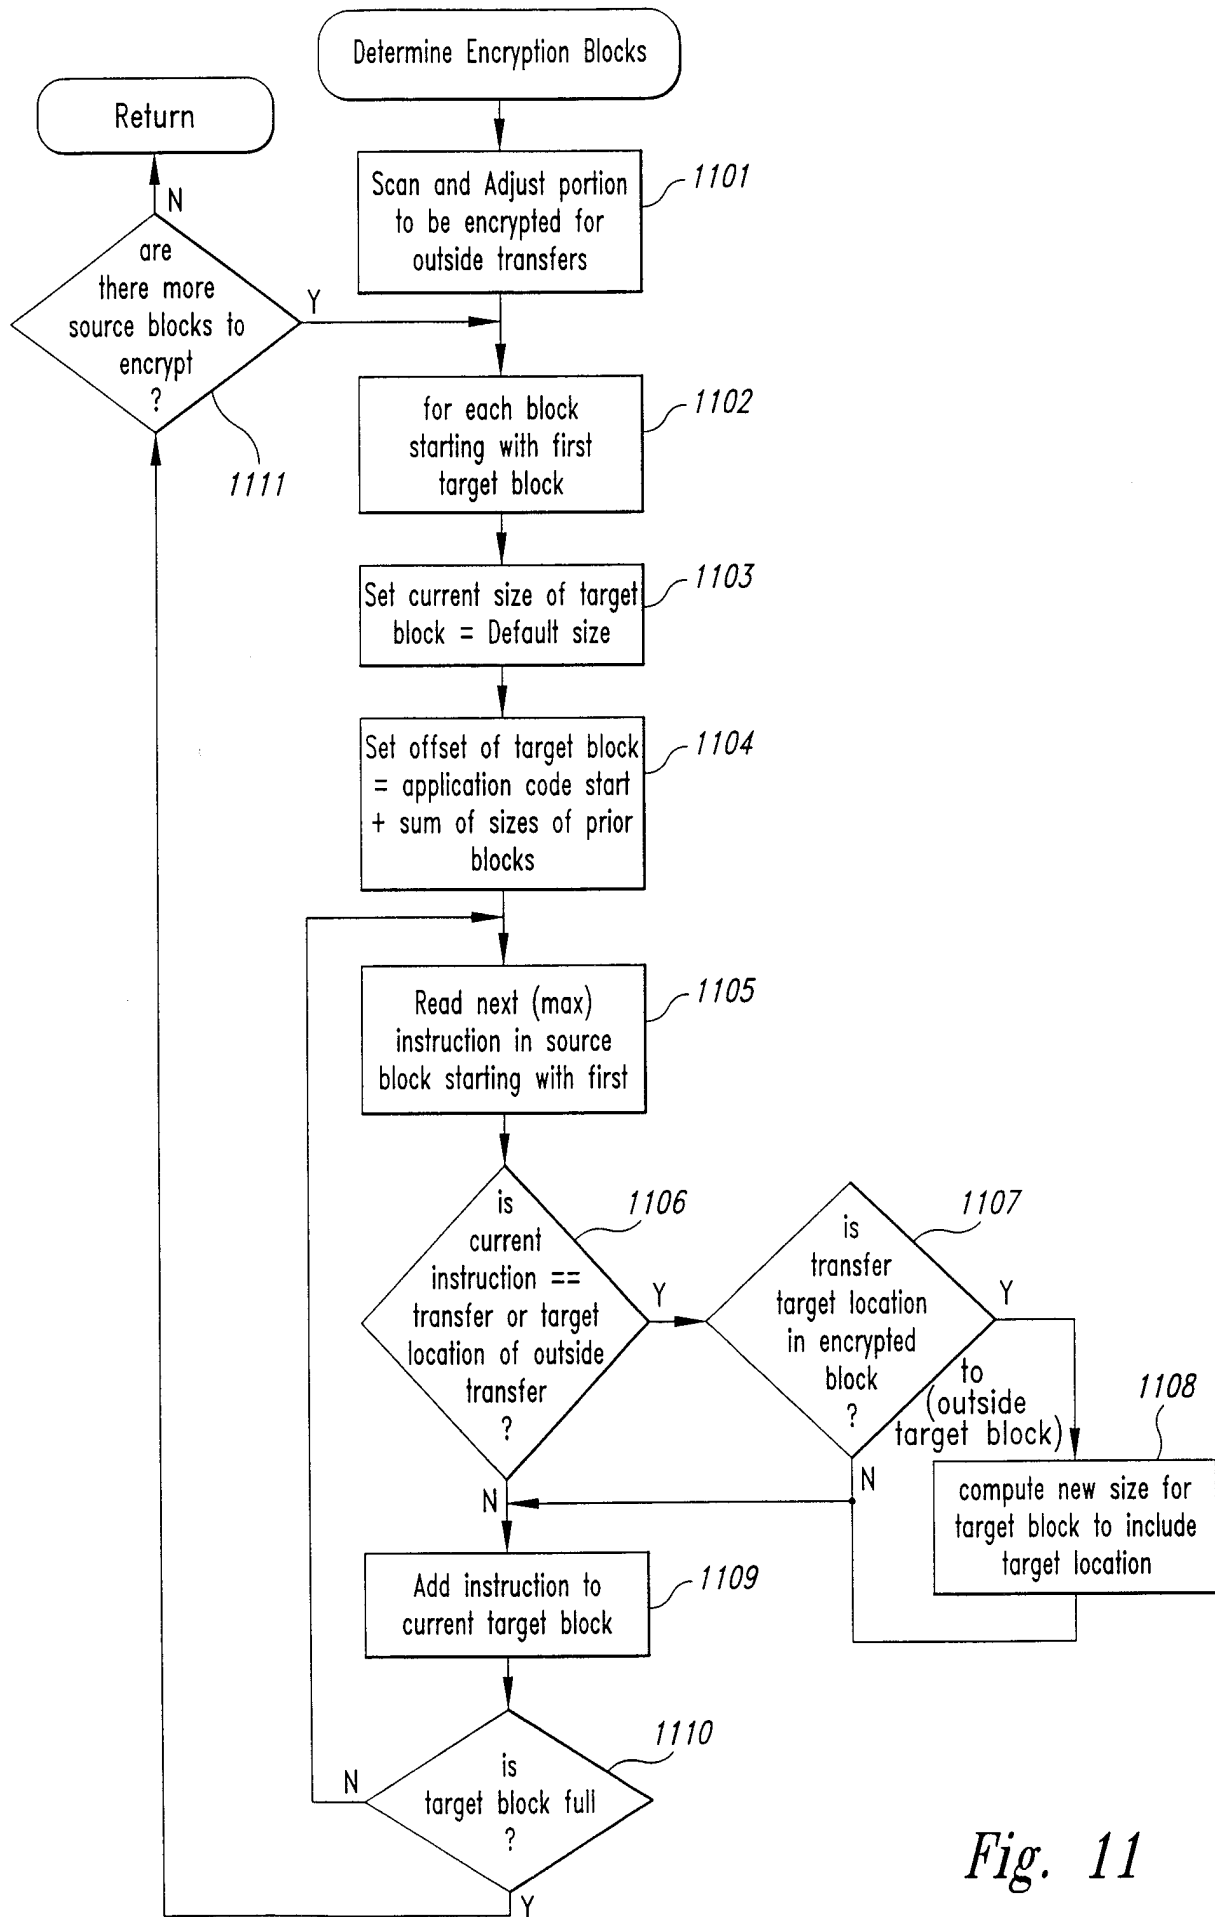 Determine Encryption Blocks
Return
Scan and Adjust portion
to be encrypted for
outside transfers
1101
N
are
there more
source blocks to
encrypt
?
Y
1111
for each block
starting with first
target block
1102
Set current size of target
block = Default size
1103
Set offset of target block
= application code start
+ sum of sizes of prior
blocks
1104
Read next (max)
instruction in source
block starting with first
1105
is
current
instruction ==
transfer or target
location of outside
transfer
?
1106
Y
N
is
transfer
target location
in encrypted
block
?
1107
Y
to
(outside
target block)
N
1108
compute new size for
target block to include
target location
Add instruction to
current target block
1109
is
target block full
?
1110
N
Y
Fig. 11